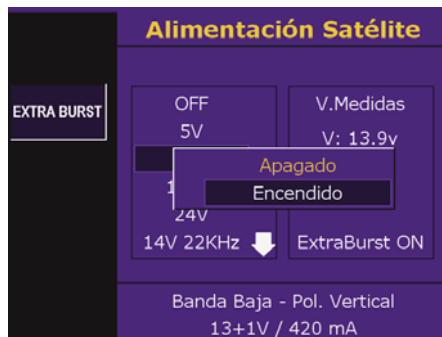 Alimentación Satélite
EXTRA BURST
OFF
5V
24V
14V 22KHz
V.Medidas
V: 13.9v
ExtraBurst ON
Apagado
Encendido
Banda Baja - Pol. Vertical
13+1V / 420 mA